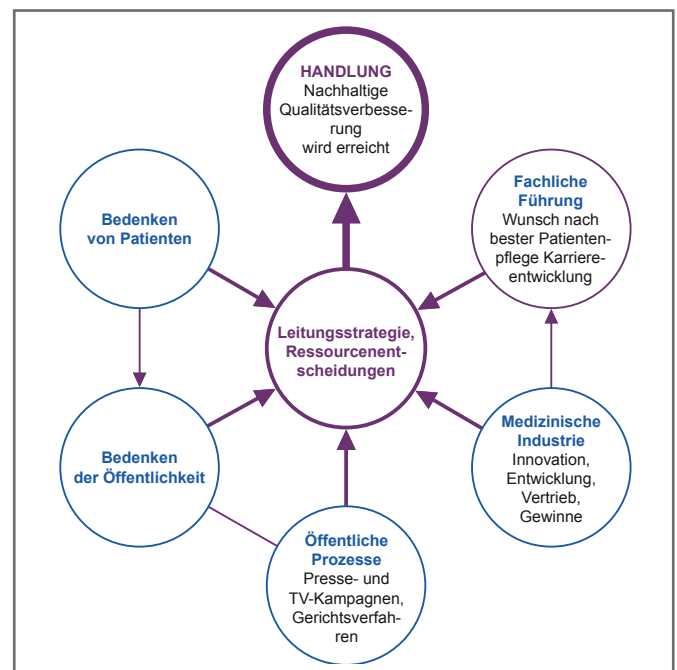 HANDLUNG
Nachhaltige
Qualitätsverbesse-
rung
wird erreicht
Bedenken
von Patienten
Fachliche
Führung
Wunsch nach
bester Patienten-
pflege Karriere-
entwicklung
Leitungsstrategie,
Ressourcenent-
scheidungen
Bedenken
der Öffentlichkeit
Medizinische
Industrie
Innovation,
Entwicklung,
Vertrieb,
Gewinne
Öffentliche
Prozesse
Presse- und
TV-Kampagnen,
Gerichtsverfah-
ren